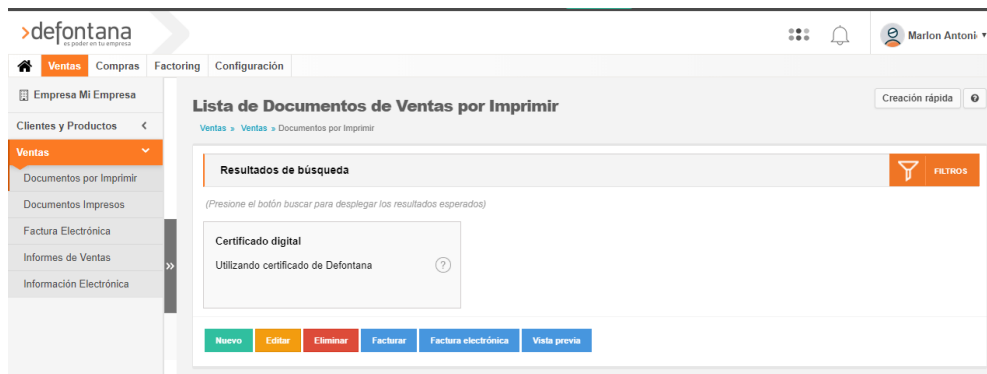 >defontana
es poder en tu empresa
Marlon Antoni
Ventas Compras Factoring Configuración
Empresa Mi Empresa
Clientes y Productos
Ventas
Documentos por Imprimir
Documentos Impresos
Factura Electrónica
Informes de Ventas
Información Electrónica
Lista de Documentos de Ventas por Imprimir
Creación rápida ?
Ventas » Ventas » Documentos por Imprimir
Resultados de búsqueda
FILTROS
(Presione el botón buscar para desplegar los resultados esperados)
Certificado digital
Utilizando certificado de Defontana ?
Nuevo Editar Eliminar Facturar Factura electrónica Vista previa